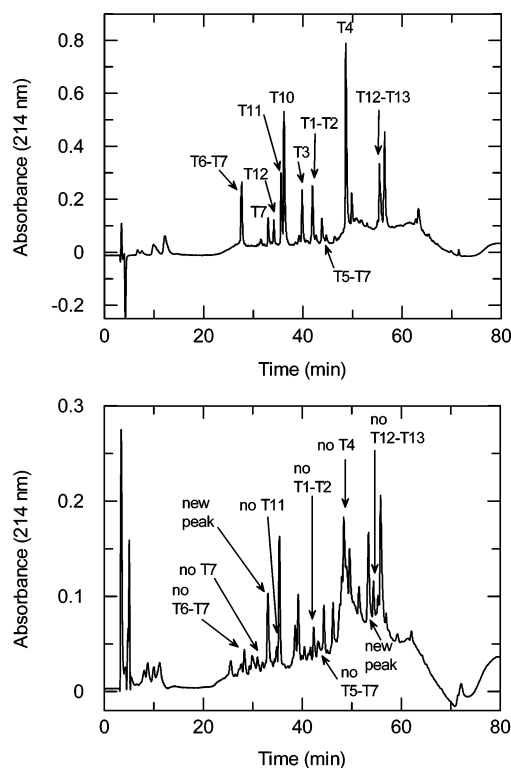 T4
0.8
T10
T12-T13
T11
T1-T2
0.6
T6-T7
T3
T12
0.4
T7
0.2
0
T5-T7
-0.2
Absorbance (214 nm)
0 20 40 60 80
Time (min)
0.3
no
T12-T13
no T4
no
T1-T2
new
peak
no T11
0.2
no T7
no
T6-T7
0.1
new
peak
no
T5-T7
0
Absorbance (214 nm)
0 20 40 60 80
Time (min)